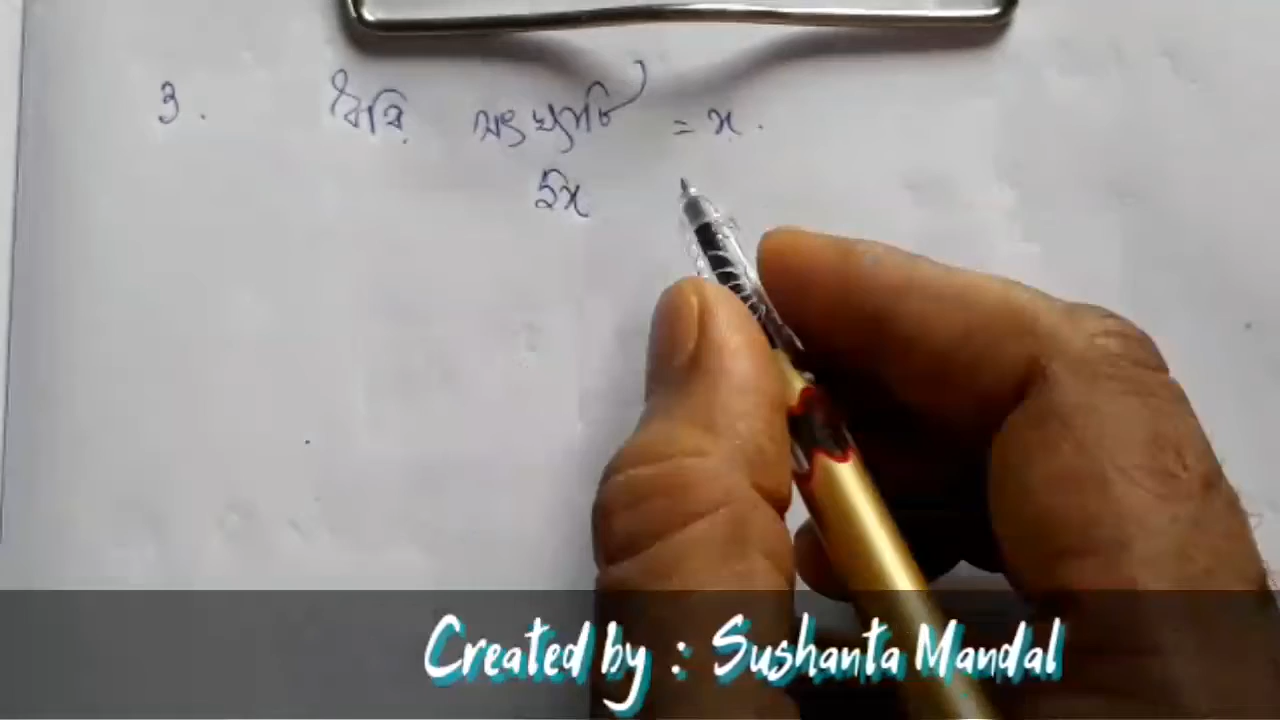 3. ধরি সংখ্যাটি = x.
5x
Created by : Sushanta Mandal